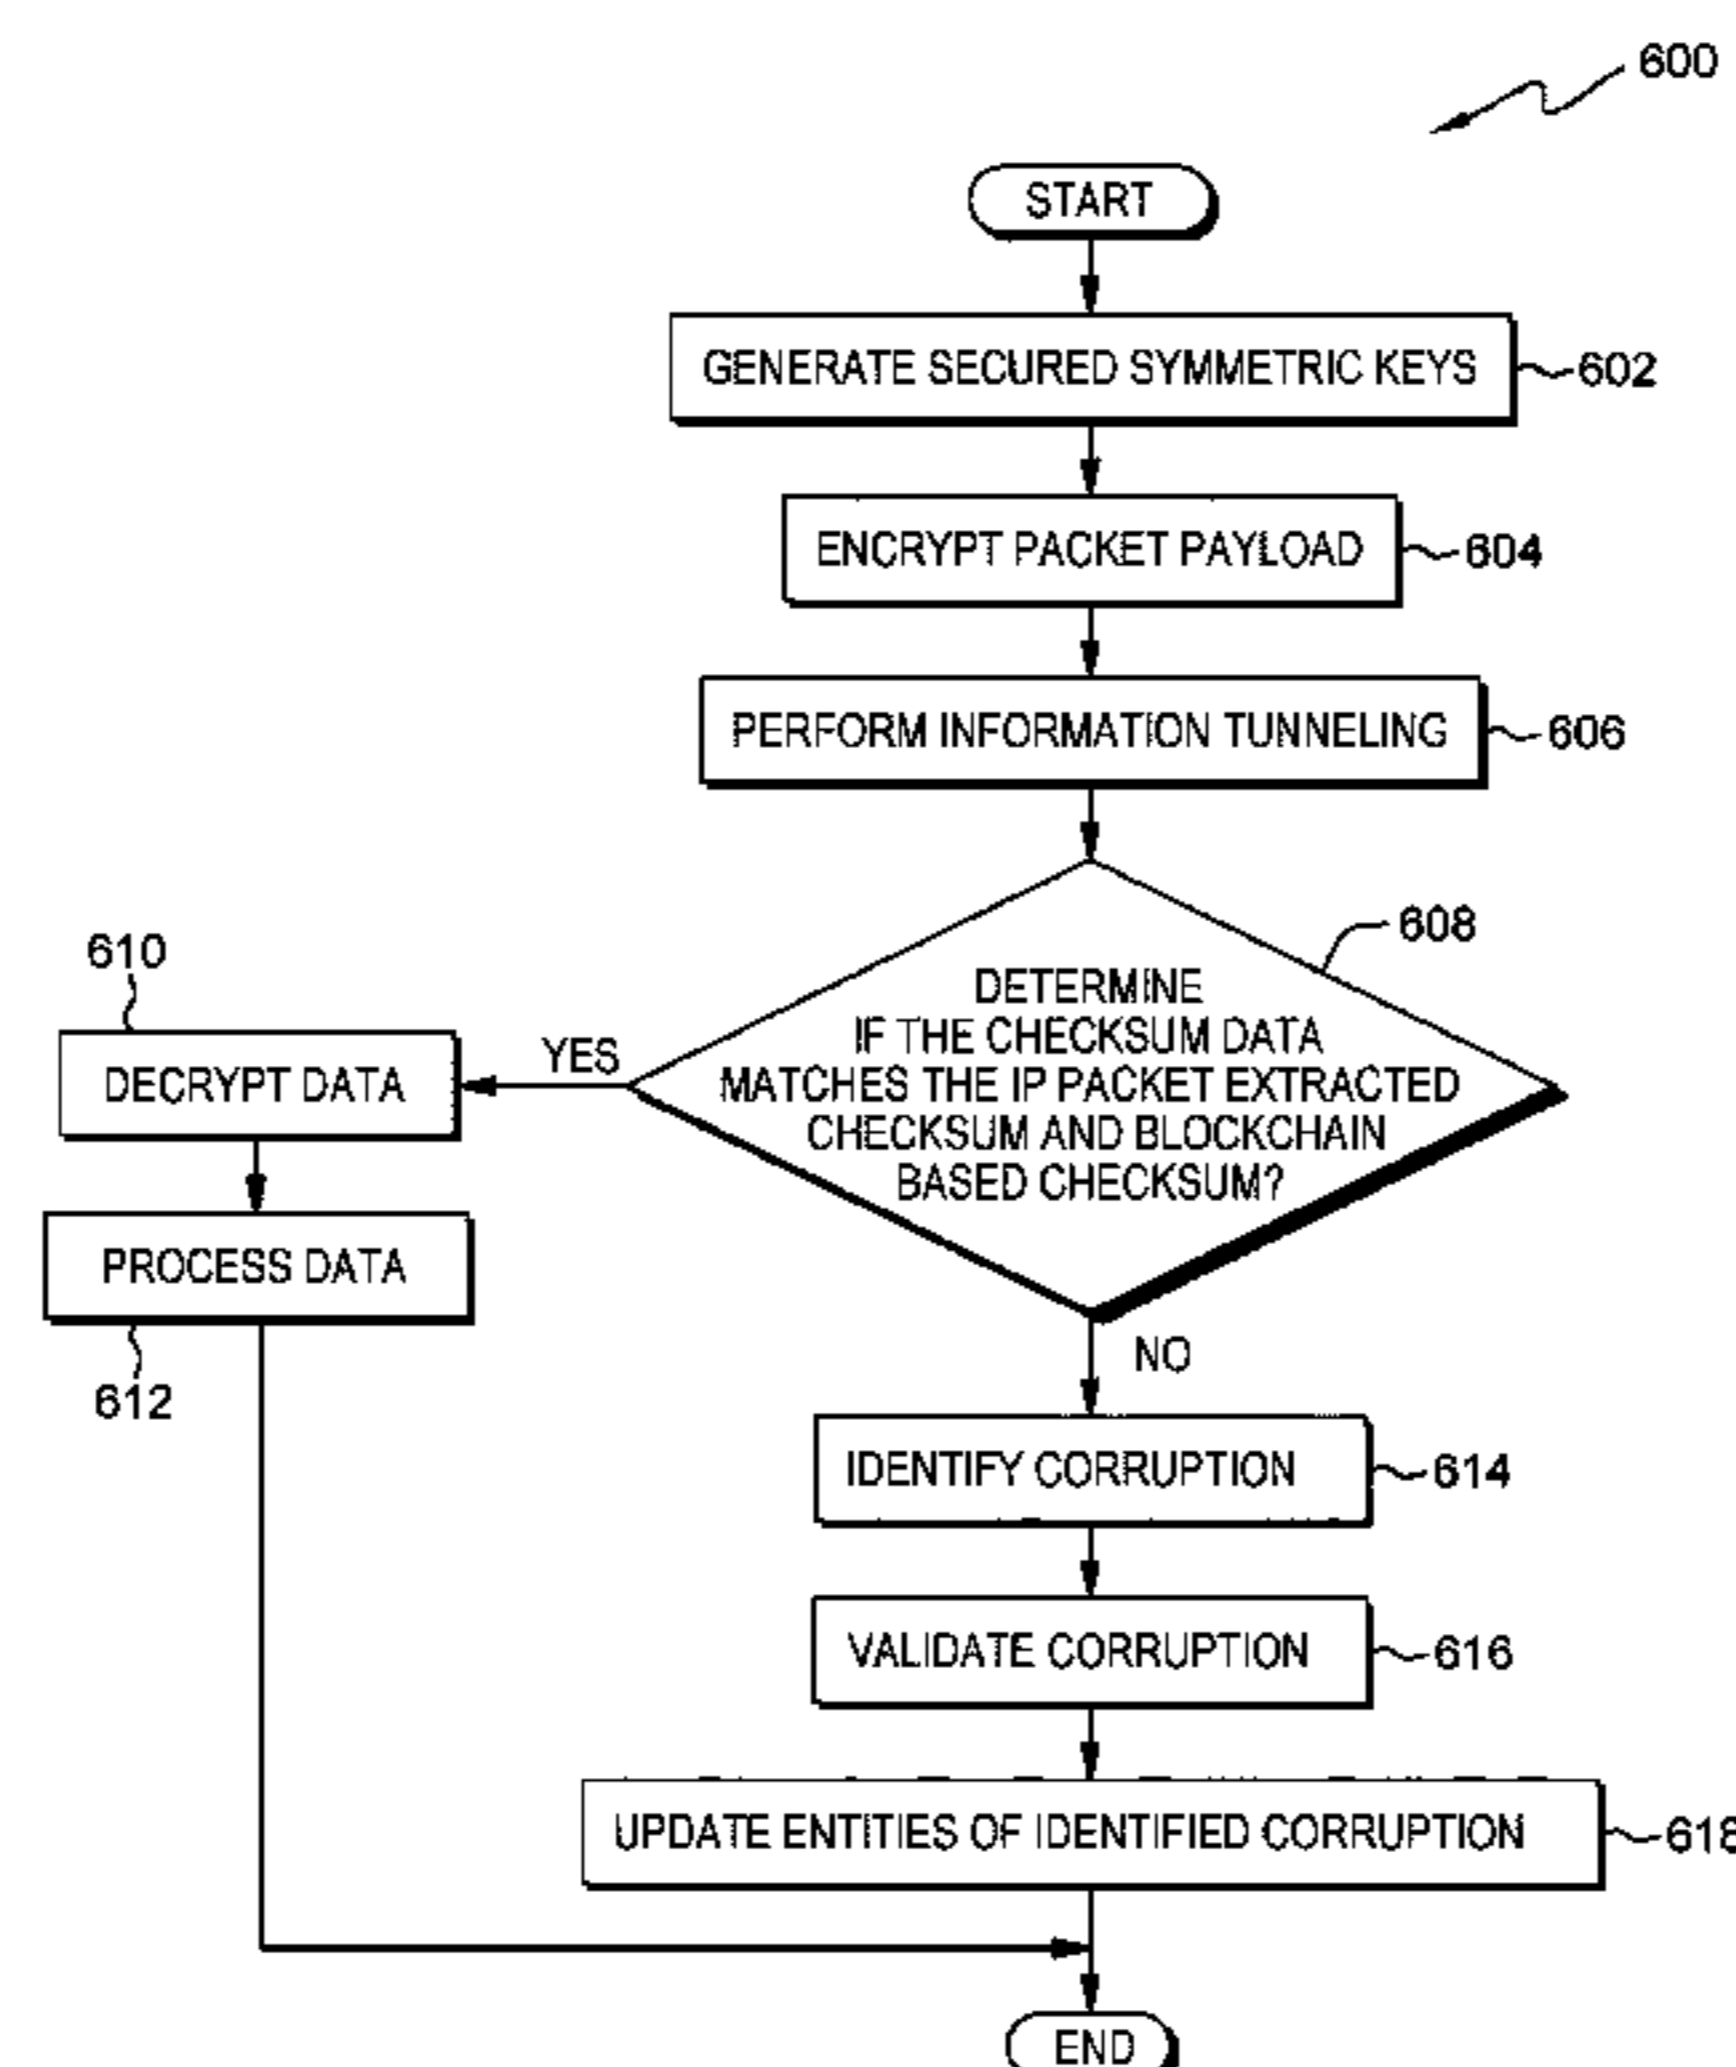 600
START
GENERATE SECURED SYMMETRIC KEYS
602
ENCRYPT PACKET PAYLOAD
604
PERFORM INFORMATION TUNNELING
606
608
DETERMINE
IF THE CHECKSUM DATA
MATCHES THE IP PACKET EXTRACTED
CHECKSUM AND BLOCKCHAIN
BASED CHECKSUM?
YES
610
DECRYPT DATA
PROCESS DATA
612
NO
IDENTIFY CORRUPTION
614
VALIDATE CORRUPTION
616
UPDATE ENTITIES OF IDENTIFIED CORRUPTION
618
END